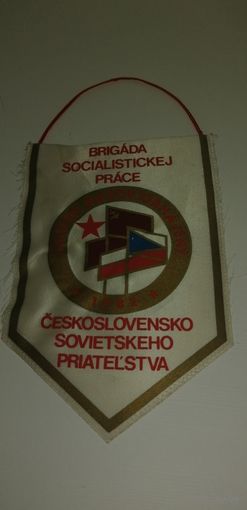 BRIGÁDA
SOCIALISTICKEJ
PRÁCE
ČESKOSLOVENSKO
SOVIETSKEHO
PRIATEĽSTVA